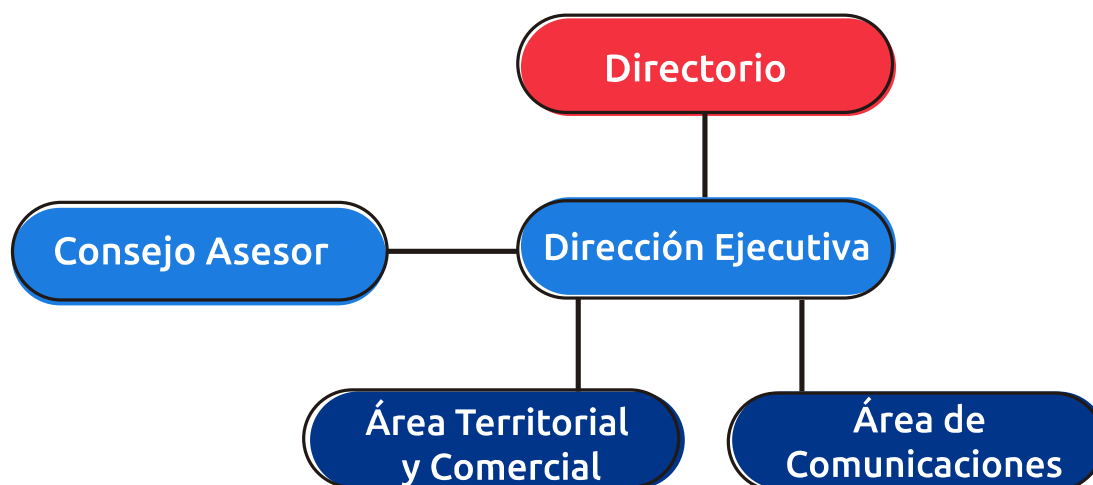 Directorio
Consejo Asesor
Dirección Ejecutiva
Área Territorial
y Comercial
Área de
Comunicaciones